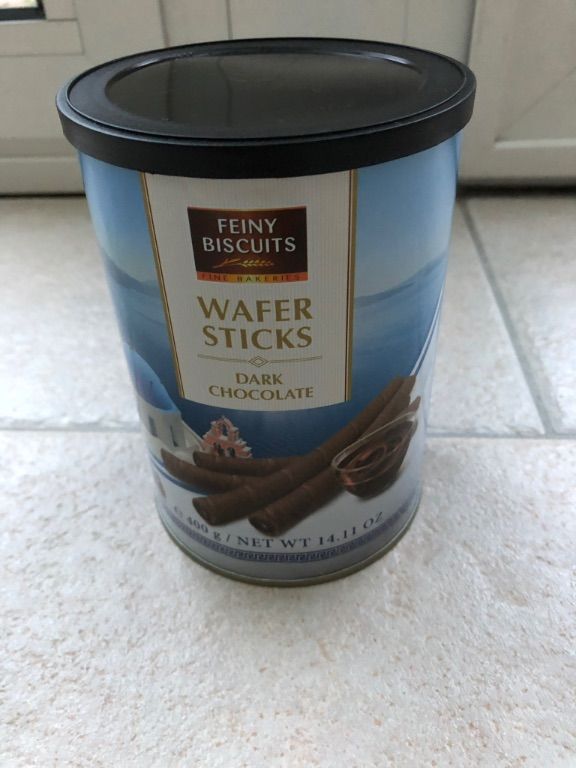 FEINY
BISCUITS
FINE BAKERIES
WAFER
STICKS
DARK
CHOCOLATE
℮ 400 g / NET WT 14.11 OZ